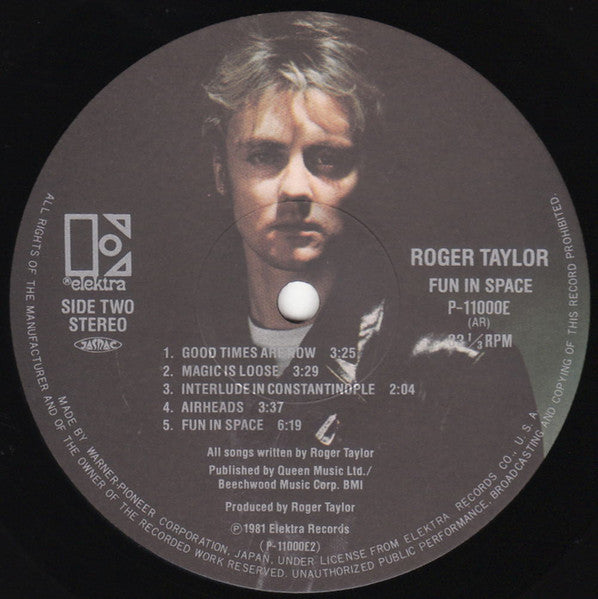 ALL RIGHTS OF THE MANUFACTURER AND OF THE OWNER OF THE RECORDED WORK RESERVED. UNAUTHORIZED PUBLIC PERFORMANCE, BROADCASTING AND COPYING OF THIS RECORD PROHIBITED.
elektra
SIDE TWO
STEREO
JASRAC
ROGER TAYLOR
FUN IN SPACE
P-11000E
(AR)
33 1/3 RPM
1. GOOD TIMES ARE NOW 3:25
2. MAGIC IS LOOSE 3:29
3. INTERLUDE IN CONSTANTINOPLE 2:04
4. AIRHEADS 3:37
5. FUN IN SPACE 6:19
All songs written by Roger Taylor
Published by Queen Music Ltd./
Beechwood Music Corp. BMI
Produced by Roger Taylor
℗1981 Elektra Records
(P-11000E2)
MADE BY WARNER-PIONEER CORPORATION, JAPAN, UNDER LICENSE FROM ELEKTRA RECORDS CO., U.S.A.